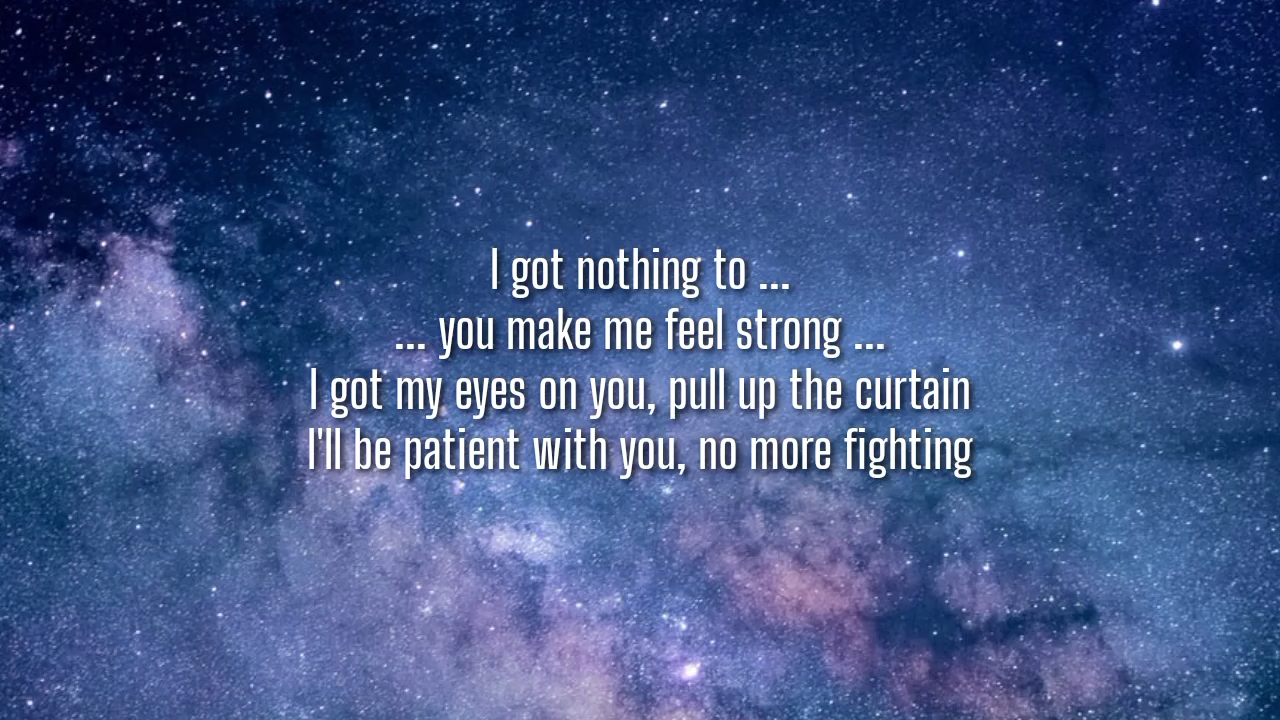 I got nothing to ...
... you make me feel strong ...
I got my eyes on you, pull up the curtain
I'll be patient with you, no more fighting